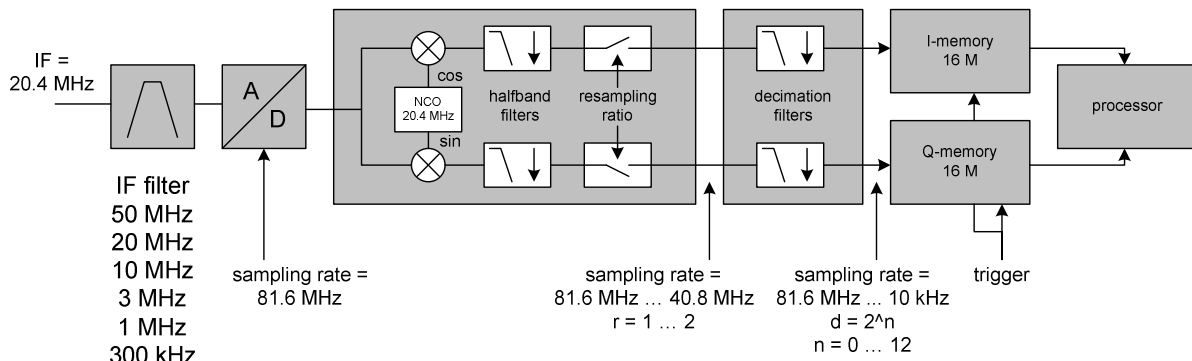 IF =
20.4 MHz
A
D
cos
NCO
20.4 MHz
sin
halfband
filters
resampling
ratio
decimation
filters
I-memory
16 M
Q-memory
16 M
processor
IF filter
50 MHz
20 MHz
10 MHz
3 MHz
1 MHz
300 kHz
sampling rate =
81.6 MHz
sampling rate =
81.6 MHz ... 40.8 MHz
r = 1 ... 2
sampling rate =
81.6 MHz ... 10 kHz
d = 2^n
n = 0 ... 12
trigger